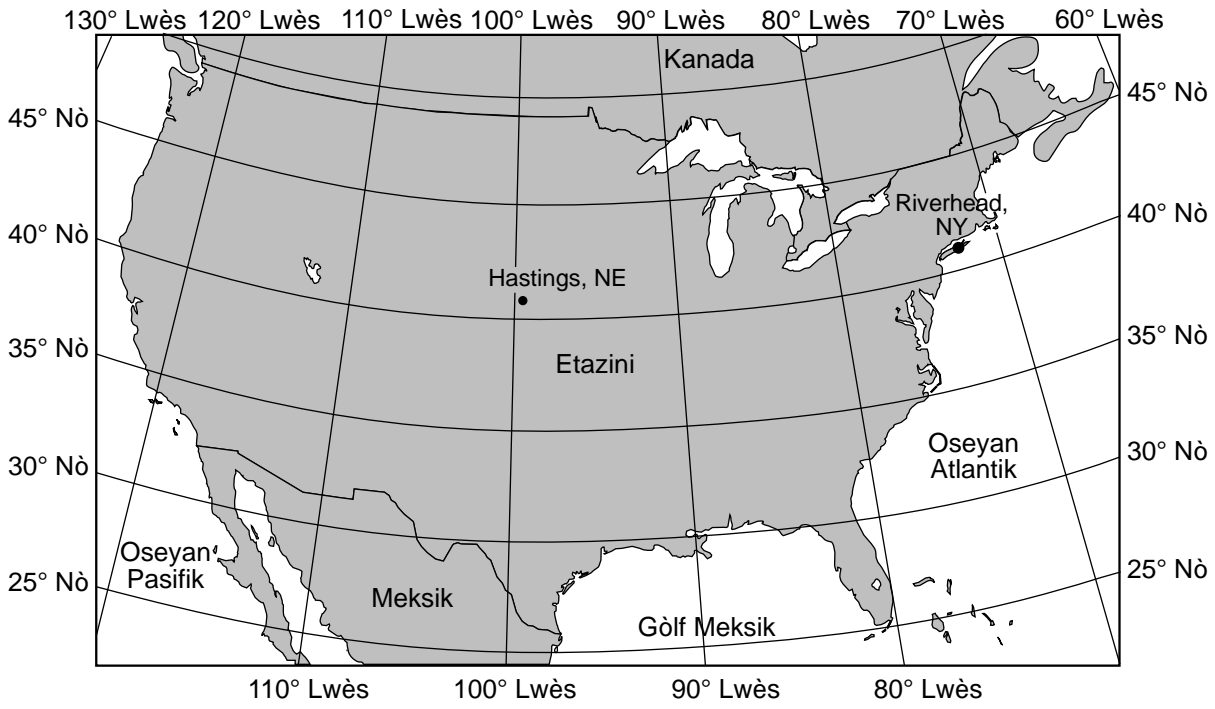 130° Lwès 120° Lwès 110° Lwès 100° Lwès 90° Lwès 80° Lwès 70° Lwès 60° Lwès
Kanada
45° Nò 45° Nò
Riverhead,
NY
40° Nò 40° Nò
Hastings, NE
35° Nò 35° Nò
Etazini
Oseyan
Atlantik
30° Nò 30° Nò
Oseyan
Pasifik
25° Nò 25° Nò
Meksik
Gòlf Meksik
110° Lwès 100° Lwès 90° Lwès 80° Lwès